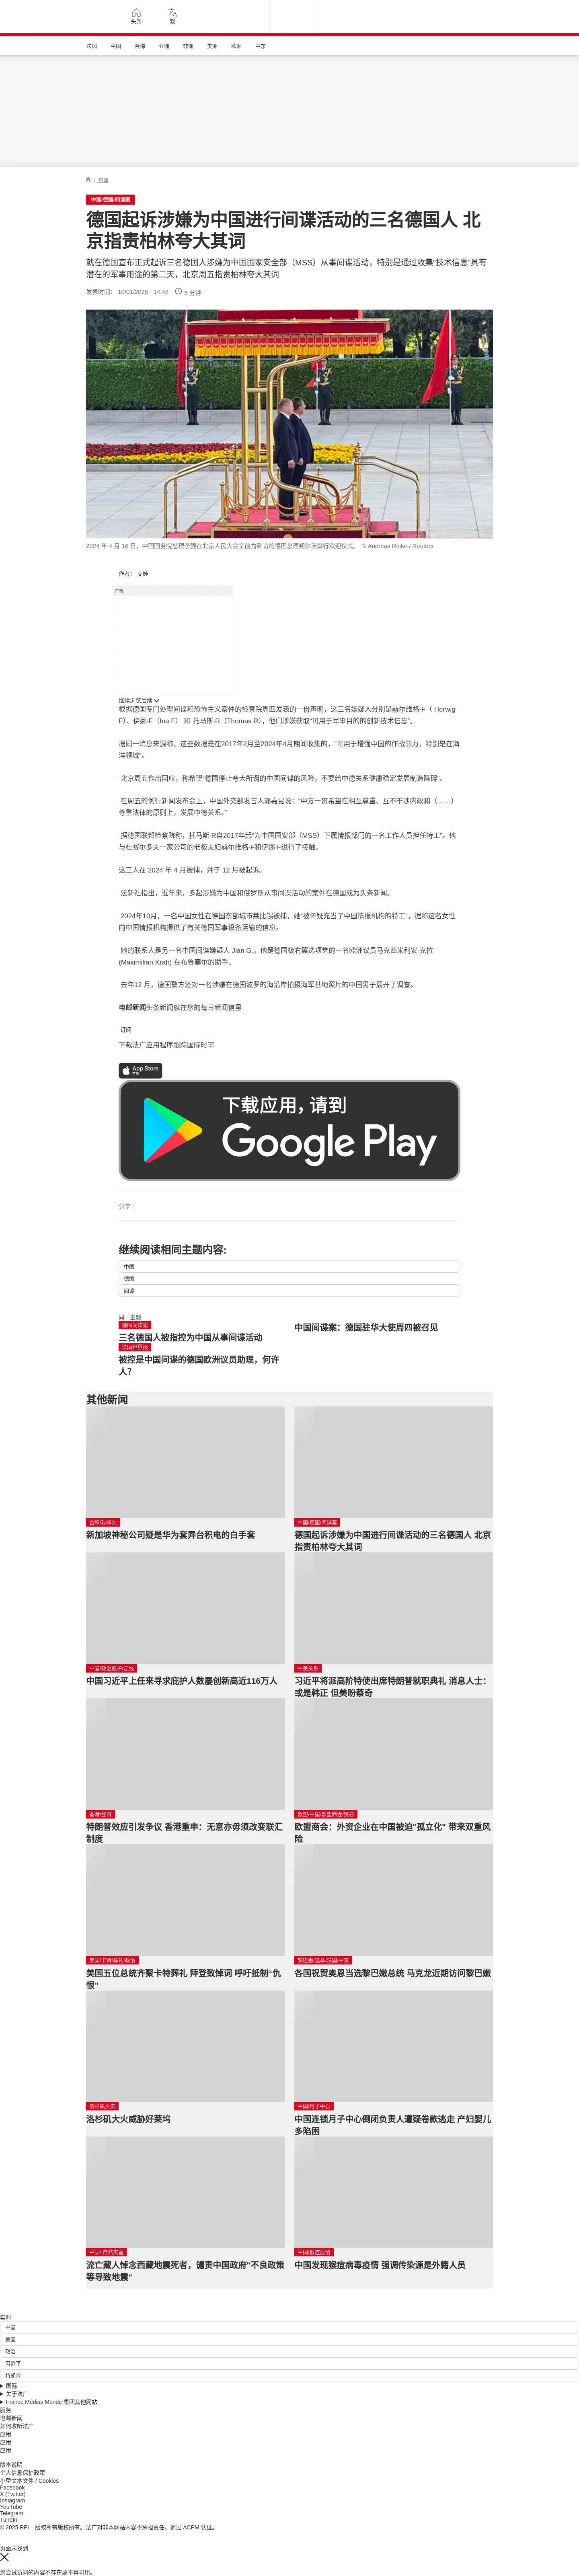 头条
繁
法国
中国
台海
亚洲
非洲
美洲
欧洲
中东
/ 中国
中国/德国/间谍案
德国起诉涉嫌为中国进行间谍活动的三名德国人 北
京指责柏林夸大其词
就在德国宣布正式起诉三名德国人涉嫌为中国国家安全部（MSS）从事间谍活动，特别是通过收集“技术信息”具有
潜在的军事用途的第二天，北京周五指责柏林夸大其词
发表时间： 10/01/2025 - 14:48
5 分钟
2024 年 4 月 16 日，中国国务院总理李强在北京人民大会堂前为到访的德国总理朔尔茨举行欢迎仪式。 © Andreas Rinke / Reuters
作者： 艾娃
广告
继续浏览后续
根据德国专门处理间谍和恐怖主义案件的检察院周四发表的一份声明，这三名嫌疑人分别是赫尔维格·F（ Herwig
F）、伊娜·F（Ina F） 和 托马斯·R（Thomas R），他们涉嫌获取“可用于军事目的的创新技术信息”。
据同一消息来源称，这些数据是在2017年2月至2024年4月期间收集的，“可用于增强中国的作战能力，特别是在海
洋领域”。
北京周五作出回应，称希望“德国停止夸大所谓的中国间谍的风险，不要给中德关系健康稳定发展制造障碍”。
在周五的例行新闻发布会上，中国外交部发言人郭嘉昆说：“中方一贯希望在相互尊重、互不干涉内政和（……）
尊重法律的原则上，发展中德关系。”
据德国联邦检察院称，托马斯·R自2017年起“为中国国安部（MSS）下属情报部门的一名工作人员担任特工”。他
与杜赛尔多夫一家公司的老板夫妇赫尔维格·F和伊娜·F进行了接触。
这三人在 2024 年 4 月被捕，并于 12 月被起诉。
法新社指出，近年来，多起涉嫌为中国和俄罗斯从事间谍活动的案件在德国成为头条新闻。
2024年10月，一名中国女性在德国东部城市莱比锡被捕，她“被怀疑充当了中国情报机构的特工”，据称这名女性
向中国情报机构提供了有关德国军事设备运输的信息。
她的联系人是另一名中国间谍嫌疑人 Jian G.，他是德国极右翼选项党的一名欧洲议员马克西米利安·克拉
(Maximilian Krah) 在布鲁塞尔的助手。
去年12 月，德国警方还对一名涉嫌在德国波罗的海沿岸拍摄海军基地照片的中国男子展开了调查。
电邮新闻头条新闻就在您的每日新闻信里
订阅
下载法广应用程序跟踪国际时事
App Store
下载
下载应用，请到
Google Play
分享 :
继续阅读相同主题内容:
中国
德国
间谍
同一主题
德国间谍案
三名德国人被指控为中国从事间谍活动
中国间谍案：德国驻华大使周四被召见
法国世界报
被控是中国间谍的德国欧洲议员助理，何许
人？
其他新闻
台积电/华为
新加坡神秘公司疑是华为套弄台积电的白手套
中国/德国/间谍案
德国起诉涉嫌为中国进行间谍活动的三名德国人 北京
指责柏林夸大其词
中国/政治庇护/走线
中国习近平上任来寻求庇护人数屡创新高近116万人
中美关系
习近平将派高阶特使出席特朗普就职典礼 消息人士：
或是韩正 但美盼蔡奇
香港/经济
特朗普效应引发争议 香港重申：无意亦毋须改变联汇
制度
欧盟/中国/欧盟商会/贸易
欧盟商会：外资企业在中国被迫“孤立化” 带来双重风
险
美国/卡特/葬礼/政治
美国五位总统齐聚卡特葬礼 拜登致悼词 呼吁抵制“仇
恨”
黎巴嫩/选举/法国/中东
各国祝贺奥恩当选黎巴嫩总统 马克龙近期访问黎巴嫩
洛杉矶火灾
洛杉矶大火威胁好莱坞
中国/月子中心
中国连锁月子中心倒闭负责人遭疑卷款逃走 产妇婴儿
多陷困
中国/ 自然灾害
流亡藏人悼念西藏地震死者，谴责中国政府“不良政策
等导致地震”
中国/猴痘疫情
中国发现猴痘病毒疫情 强调传染源是外籍人员
实时
中国
美国
政治
习近平
特朗普
国际
关于法广
France Médias Monde 集团其他网站
服务
电邮新闻
如何收听法广
应用
应用
应用
版本说明
个人信息保护政策
小型文本文件 / Cookies
Facebook
X (Twitter)
Instagram
YouTube
Telegram
TuneIn
© 2025 RFI – 版权所有版权所有。法广对非本网站内容不承担责任。通过 ACPM 认证。
页面未找到
您尝试访问的内容不存在或不再可用。